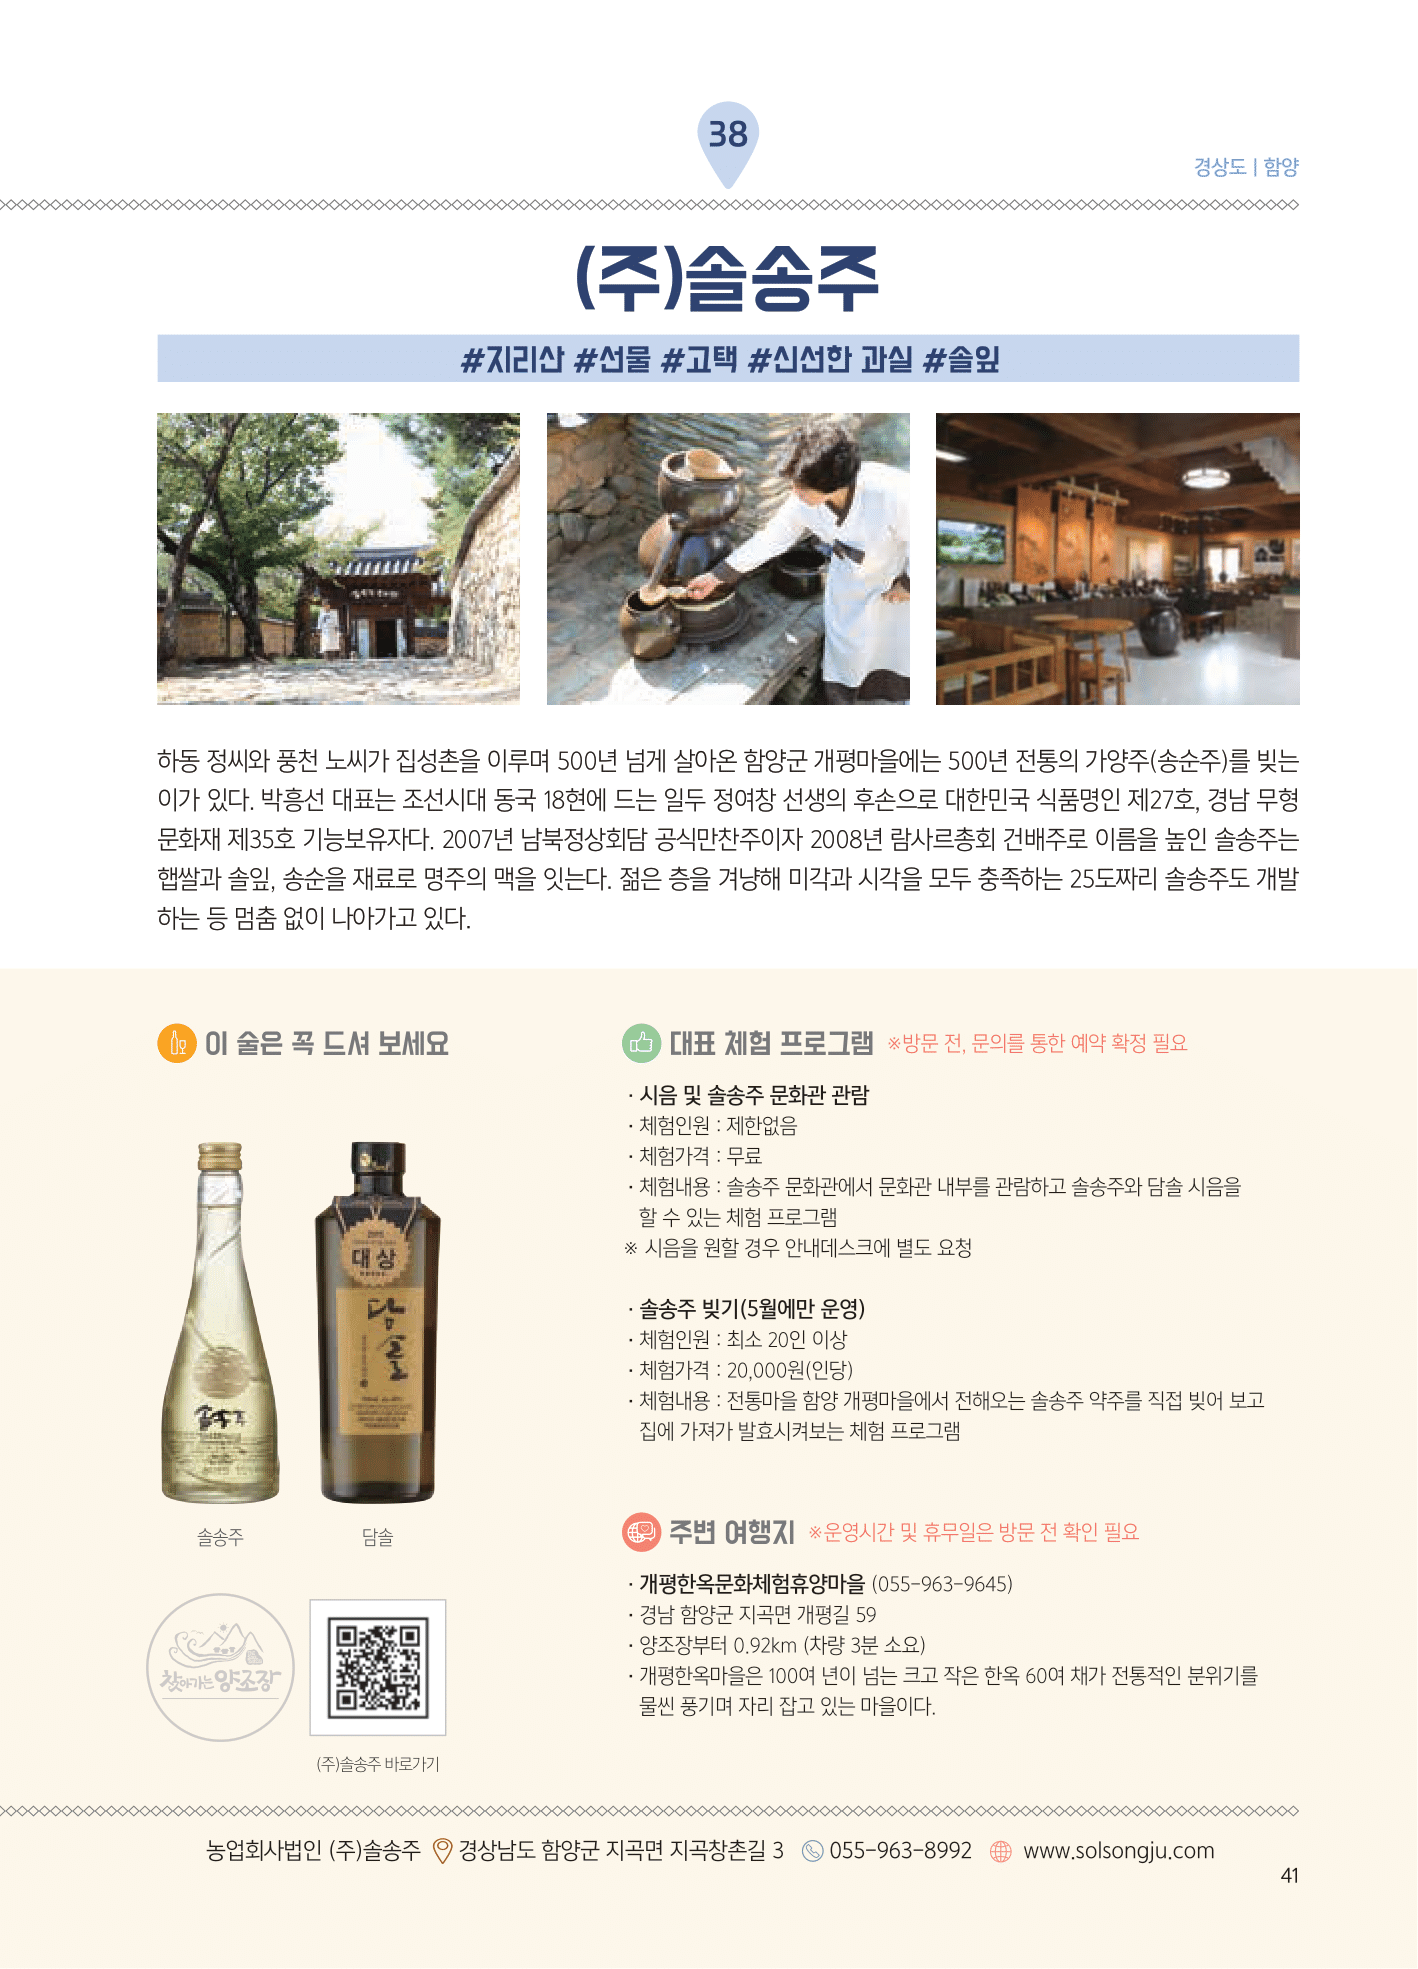 38
경상도 | 함양
(주)솔송주
#지리산 #선물 #고택 #신선한 과실 #솔잎
하동 정씨와 풍천 노씨가 집성촌을 이루며 500년 넘게 살아온 함양군 개평마을에는 500년 전통의 가양주(송순주)를 빚는
이가 있다. 박흥선 대표는 조선시대 동국 18현에 드는 일두 정여창 선생의 후손으로 대한민국 식품명인 제27호, 경남 무형
문화재 제35호 기능보유자다. 2007년 남북정상회담 공식만찬주이자 2008년 람사르총회 건배주로 이름을 높인 솔송주는
햅쌀과 솔잎, 송순을 재료로 명주의 맥을 잇는다. 젊은 층을 겨냥해 미각과 시각을 모두 충족하는 25도짜리 솔송주도 개발
하는 등 멈춤 없이 나아가고 있다.
이 술은 꼭 드셔 보세요
솔송주
대상
담솔
솔송주
담솔
찾아가는 양조장
(주)솔송주 바로가기
대표 체험 프로그램 ※방문 전, 문의를 통한 예약 확정 필요
· 시음 및 솔송주 문화관 관람
· 체험인원 : 제한없음
· 체험가격 : 무료
· 체험내용 : 솔송주 문화관에서 문화관 내부를 관람하고 솔송주와 담솔 시음을
할 수 있는 체험 프로그램
※ 시음을 원할 경우 안내데스크에 별도 요청
· 솔송주 빚기(5월에만 운영)
· 체험인원 : 최소 20인 이상
· 체험가격 : 20,000원(인당)
· 체험내용 : 전통마을 함양 개평마을에서 전해오는 솔송주 약주를 직접 빚어 보고
집에 가져가 발효시켜보는 체험 프로그램
주변 여행지 ※운영시간 및 휴무일은 방문 전 확인 필요
· 개평한옥문화체험휴양마을 (055-963-9645)
· 경남 함양군 지곡면 개평길 59
· 양조장부터 0.92km (차량 3분 소요)
· 개평한옥마을은 100여 년이 넘는 크고 작은 한옥 60여 채가 전통적인 분위기를
물씬 풍기며 자리 잡고 있는 마을이다.
농업회사법인 (주)솔송주 경상남도 함양군 지곡면 지곡창촌길 3 055-963-8992 www.solsongju.com
41